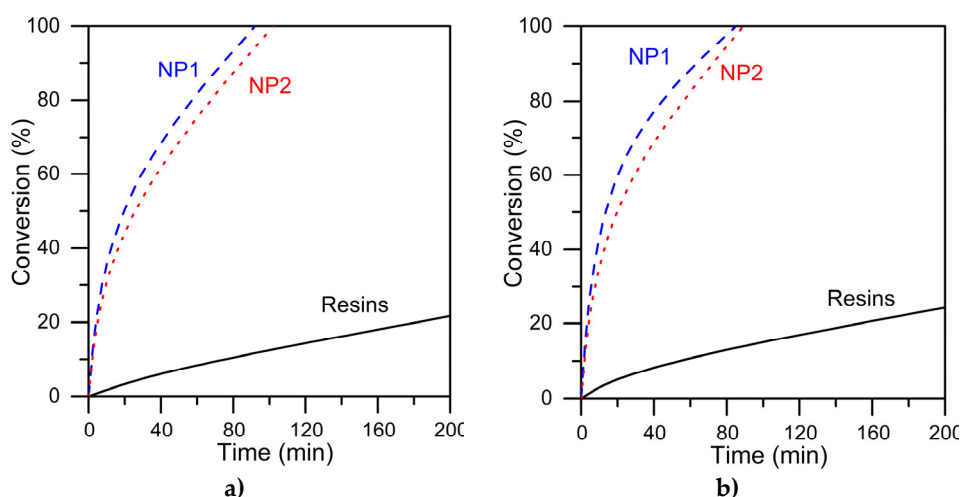 100
80
60
40
20
0
Conversion (%)
NP1
NP2
Resins
0 40 80 120 160 200
Time (min)
a)
100
80
60
40
20
0
Conversion (%)
NP1
NP2
Resins
0 40 80 120 160 200
Time (min)
b)